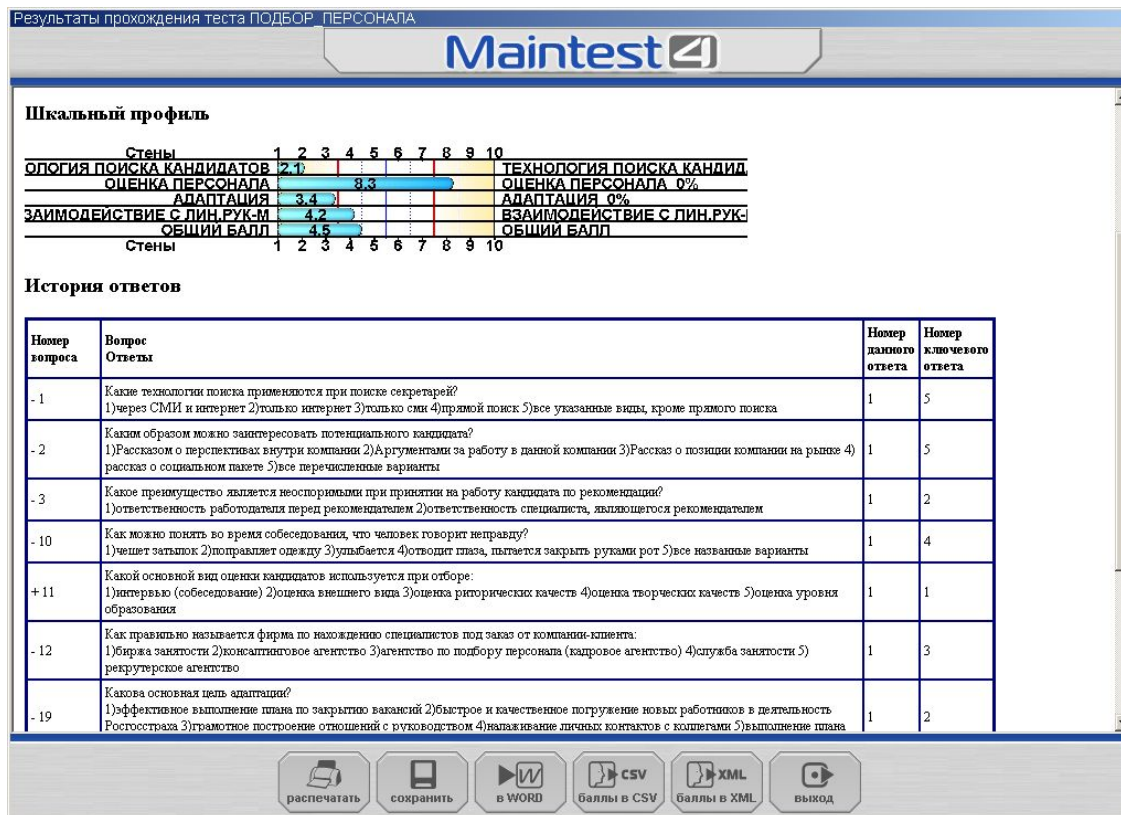 Результаты прохождения теста ПОДБОР_ПЕРСОНАЛА
Maintest 4
Шкальный профиль
Стены 1 2 3 4 5 6 7 8 9 10
ОЛОГИЯ ПОИСКА КАНДИДАТОВ 2.1 ТЕХНОЛОГИЯ ПОИСКА КАНДИД
ОЦЕНКА ПЕРСОНАЛА 8.3 ОЦЕНКА ПЕРСОНАЛА 0%
АДАПТАЦИЯ 3.4 АДАПТАЦИЯ 0%
ЗАИМОДЕЙСТВИЕ С ЛИН.РУК-М 4.2 ВЗАИМОДЕЙСТВИЕ С ЛИН.РУК-
ОБЩИЙ БАЛЛ 4.5 ОБЩИЙ БАЛЛ
Стены 1 2 3 4 5 6 7 8 9 10
История ответов
Номер вопроса
Вопрос
Ответы
Номер данного ответа
Номер ключевого ответа
- 1
Какие технологии поиска применяются при поиске секретарей?
1)через СМИ и интернет 2)только интернет 3)только сми 4)прямой поиск 5)все указанные виды, кроме прямого поиска
1
5
- 2
Каким образом можно заинтересовать потенциального кандидата?
1)Рассказом о перспективах внутри компании 2)Аргументами за работу в данной компании 3)Рассказ о позиции компании на рынке 4)
рассказ о социальном пакете 5)все перечисленные варианты
1
5
- 3
Какое преимущество является неоспоримыми при принятии на работу кандидата по рекомендации?
1)ответственность работодателя перед рекомендателем 2)ответственность специалиста, являющегося рекомендателем
1
2
- 10
Как можно понять во время собеседования, что человек говорит неправду?
1)чешет затылок 2)поправляет одежду 3)улыбается 4)отводит глаза, пытается закрыть руками рот 5)все названные варианты
1
4
+ 11
Какой основной вид оценки кандидатов используется при отборе:
1)интервью (собеседование) 2)оценка внешнего вида 3)оценка риторических качеств 4)оценка творческих качеств 5)оценка уровня
образования
1
1
- 12
Как правильно называется фирма по нахождению специалистов под заказ от компании-клиента:
1)биржа занятости 2)консалтинговое агентство 3)агентство по подбору персонала (кадровое агентство) 4)служба занятости 5)
рекрутерское агентство
1
3
- 19
Какова основная цель адаптации?
1)эффективное выполнение плана по закрытию вакансий 2)быстрое и качественное погружение новых работников в деятельность
Росгосстраха 3)грамотное построение отношений с руководством 4)налаживание личных контактов с коллегами 5)выполнение плана
1
2
распечатать
сохранить
в WORD
CSV
баллы в CSV
XML
баллы в XML
выход